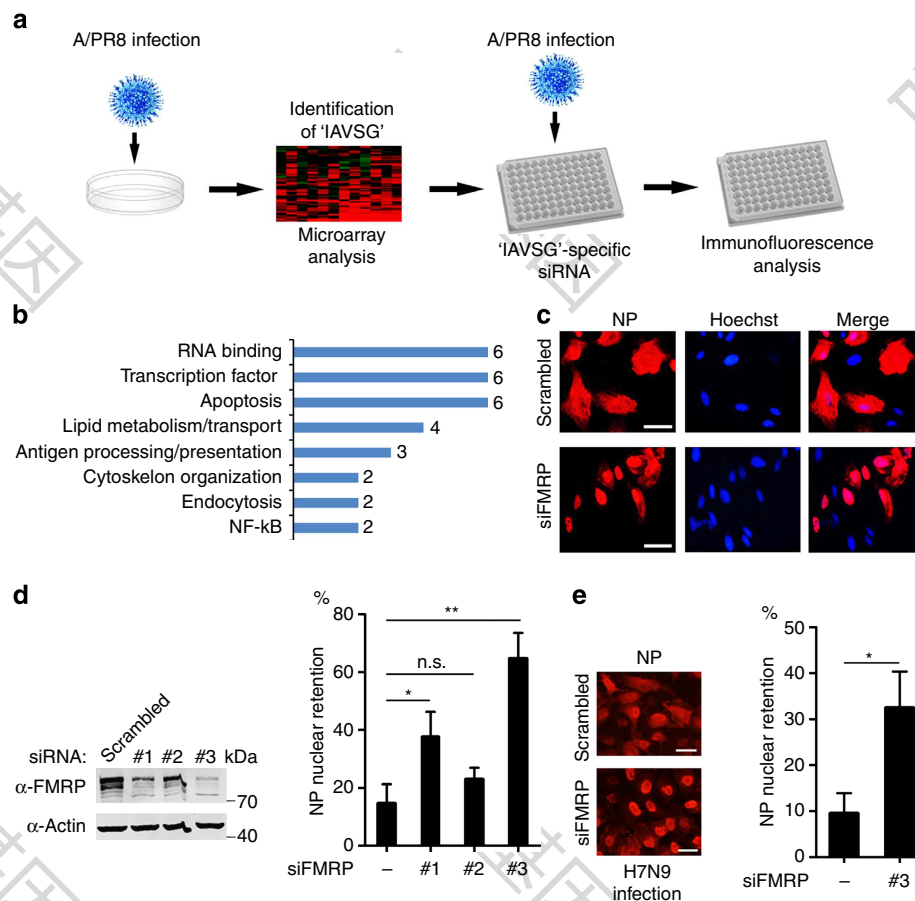 a
A/PR8 infection
A/PR8 infection
Identification
of 'IAVSG'
Microarray
analysis
'IAVSG'-specific
siRNA
Immunofluorescence
analysis
b
RNA binding 6
Transcription factor 6
Apoptosis 6
Lipid metabolism/transport 4
Antigen processing/presentation 3
Cytoskelon organization 2
Endocytosis 2
NF-kB 2
c
NP Hoechst Merge
Scrambled
siFMRP
d
Scrambled
siRNA: #1 #2 #3 kDa
α-FMRP
70
α-Actin
40
%
NP nuclear retention
80
60
40
20
0
**
n.s.
*
siFMRP – #1 #2 #3
e
NP
Scrambled
siFMRP
H7N9
infection
%
NP nuclear retention
50
40
30
20
10
0
*
siFMRP – #3
基因
基因